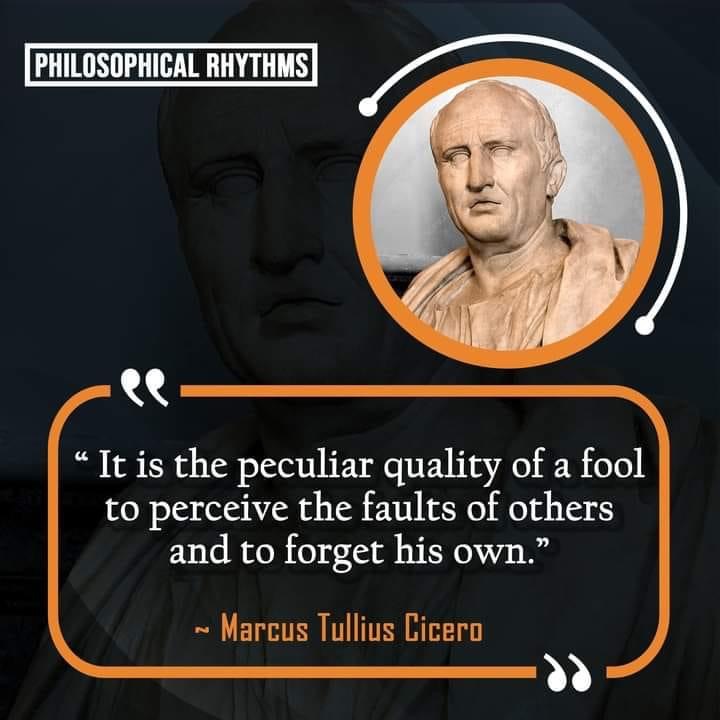 PHILOSOPHICAL RHYTHMS
“ It is the peculiar quality of a fool
to perceive the faults of others
and to forget his own.”
~ Marcus Tullius Cicero